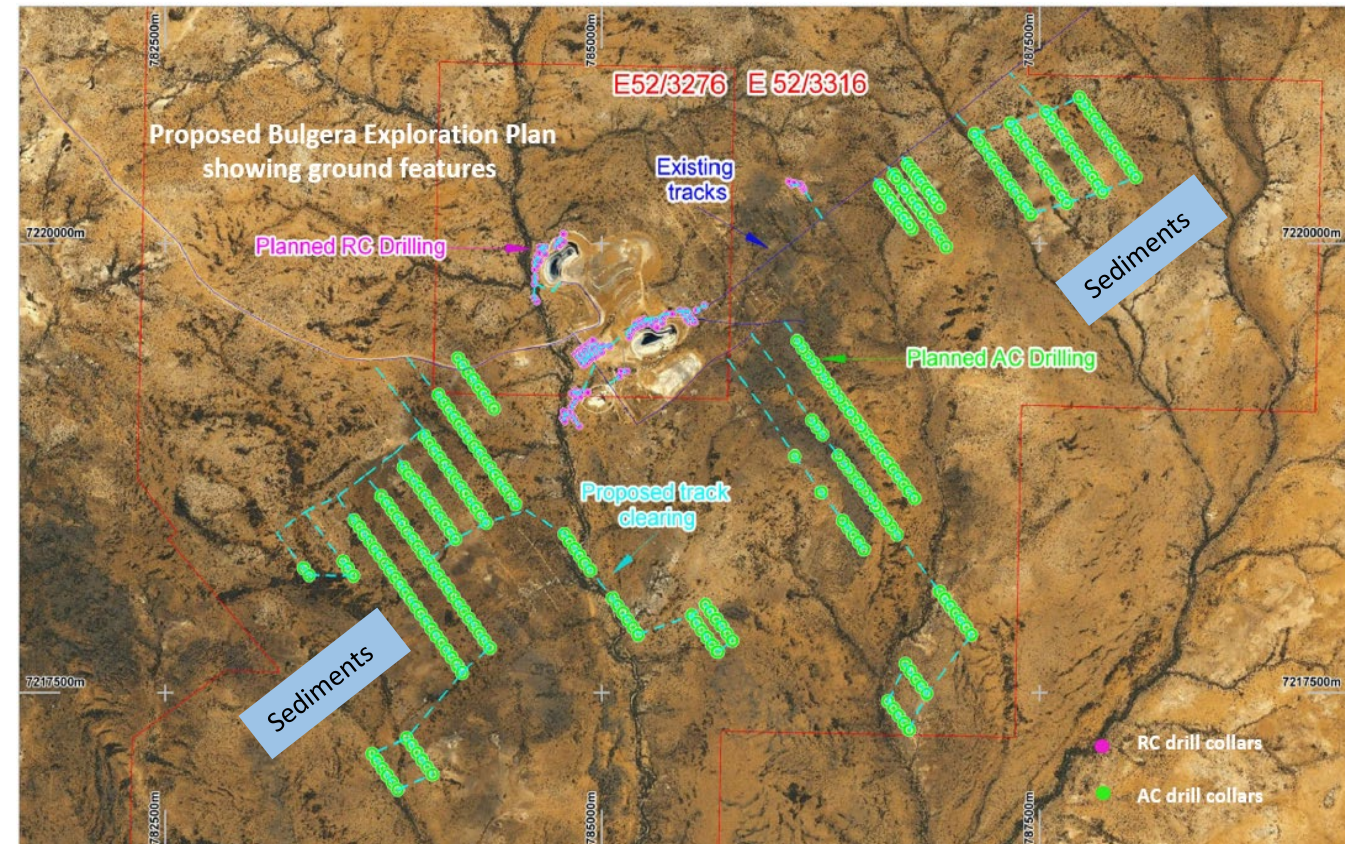 782500m
785000m
787500m
E52/3276
E 52/3316
Proposed Bulgera Exploration Plan
showing ground features
Existing
tracks
Sediments
7220000m
7220000m
Planned RC Drilling
Planned AC Drilling
Proposed track
clearing
Sediments
7217500m
7217500m
RC drill collars
AC drill collars
782500m
785000m
787500m